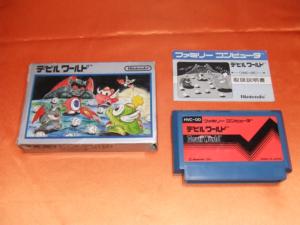 デビルワールド
Nintendo
ファミリー コンピュータ
デビルワールド
取扱説明書
Nintendo
HVC-DD
ファミリー コンピュータ
デビルワールド
Devil World